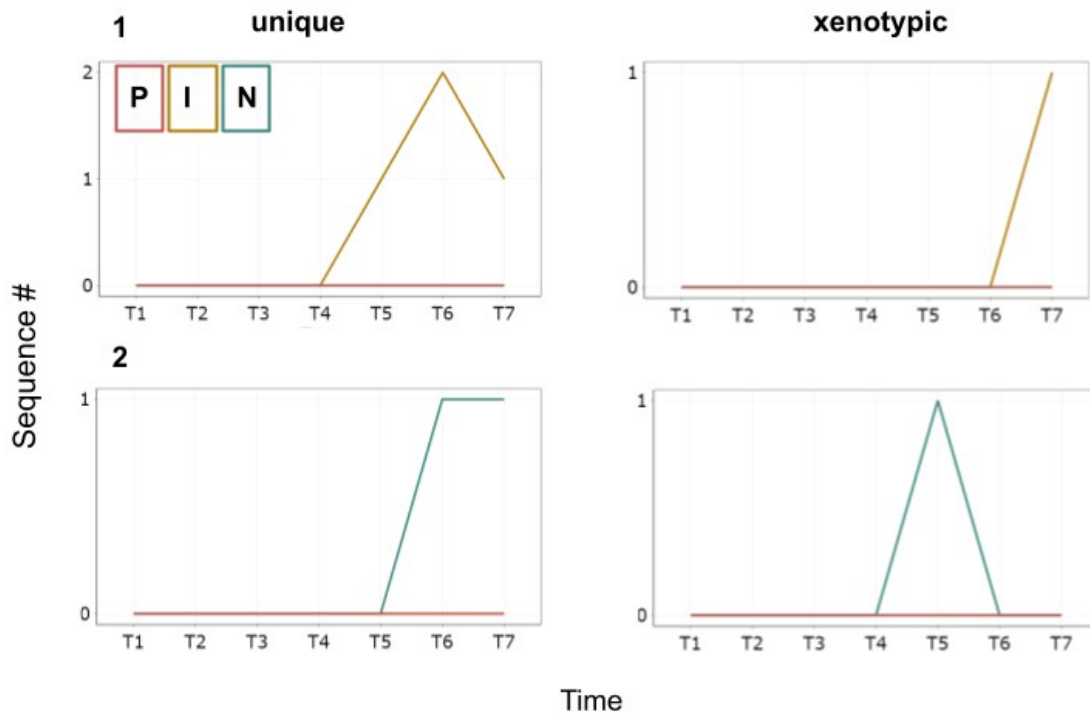 1 unique xenotypic
2 1
P I N
1
0 0
T1 T2 T3 T4 T5 T6 T7 T1 T2 T3 T4 T5 T6 T7
Sequence #
2
1 1
0 0
T1 T2 T3 T4 T5 T6 T7 T1 T2 T3 T4 T5 T6 T7
Time